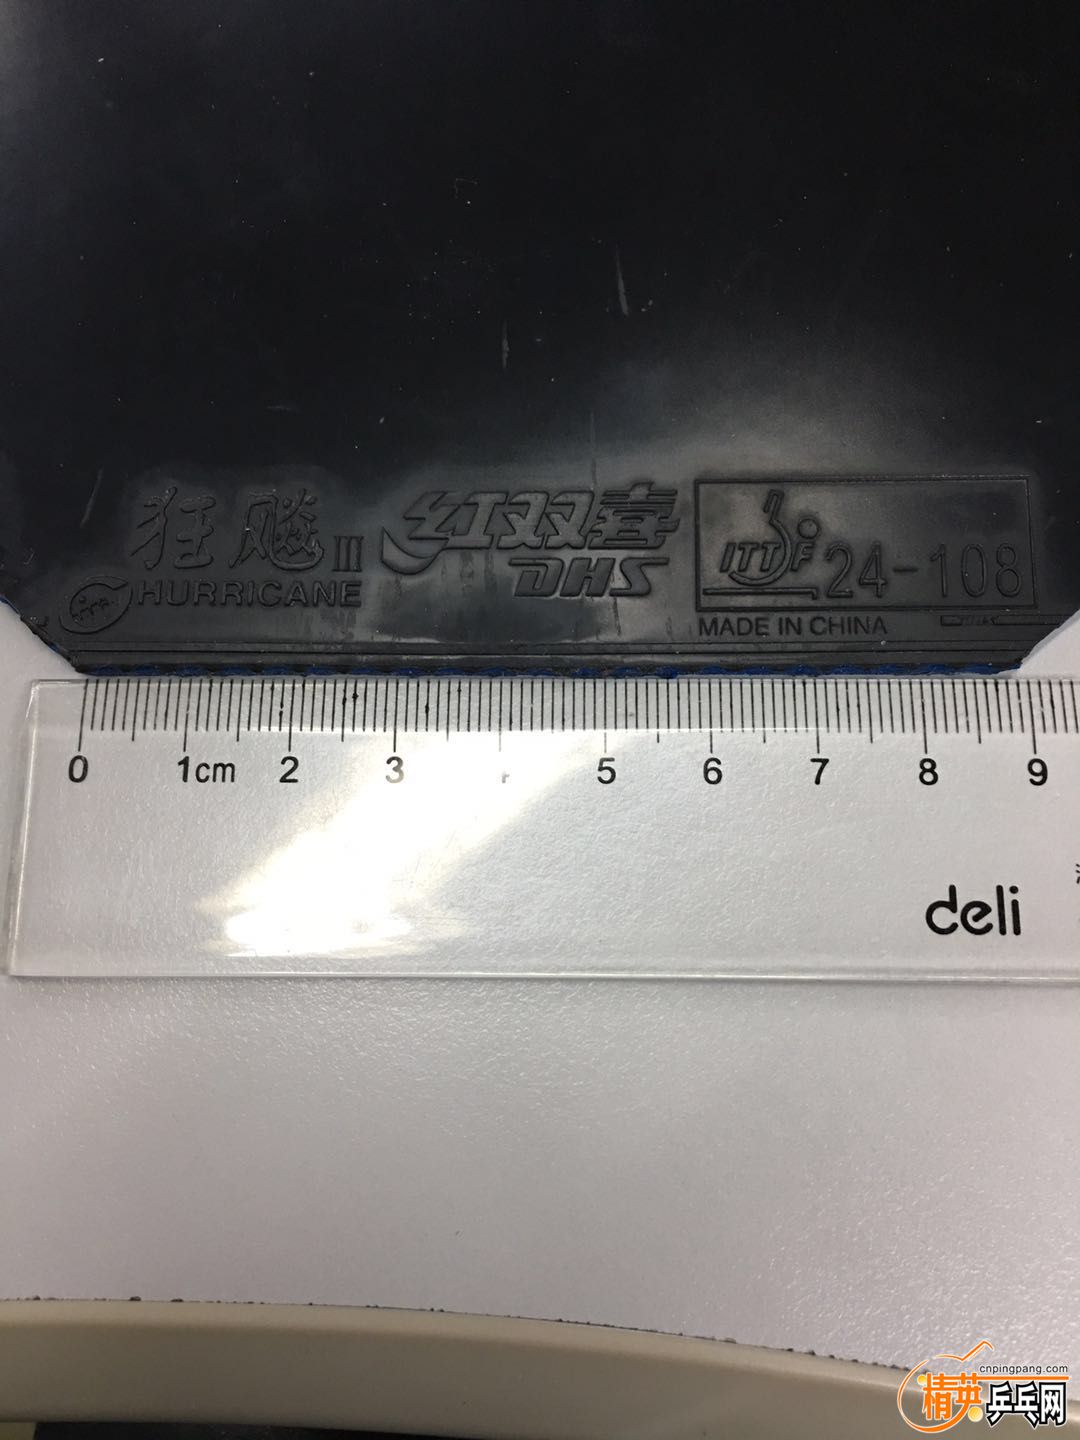 狂飚III
HURRICANE
红双喜
DHS
ITTF 24-108
MADE IN CHINA
0 1cm 2 3 5 6 7 8 9
deli
cnpingpang.com
精英乒乓网